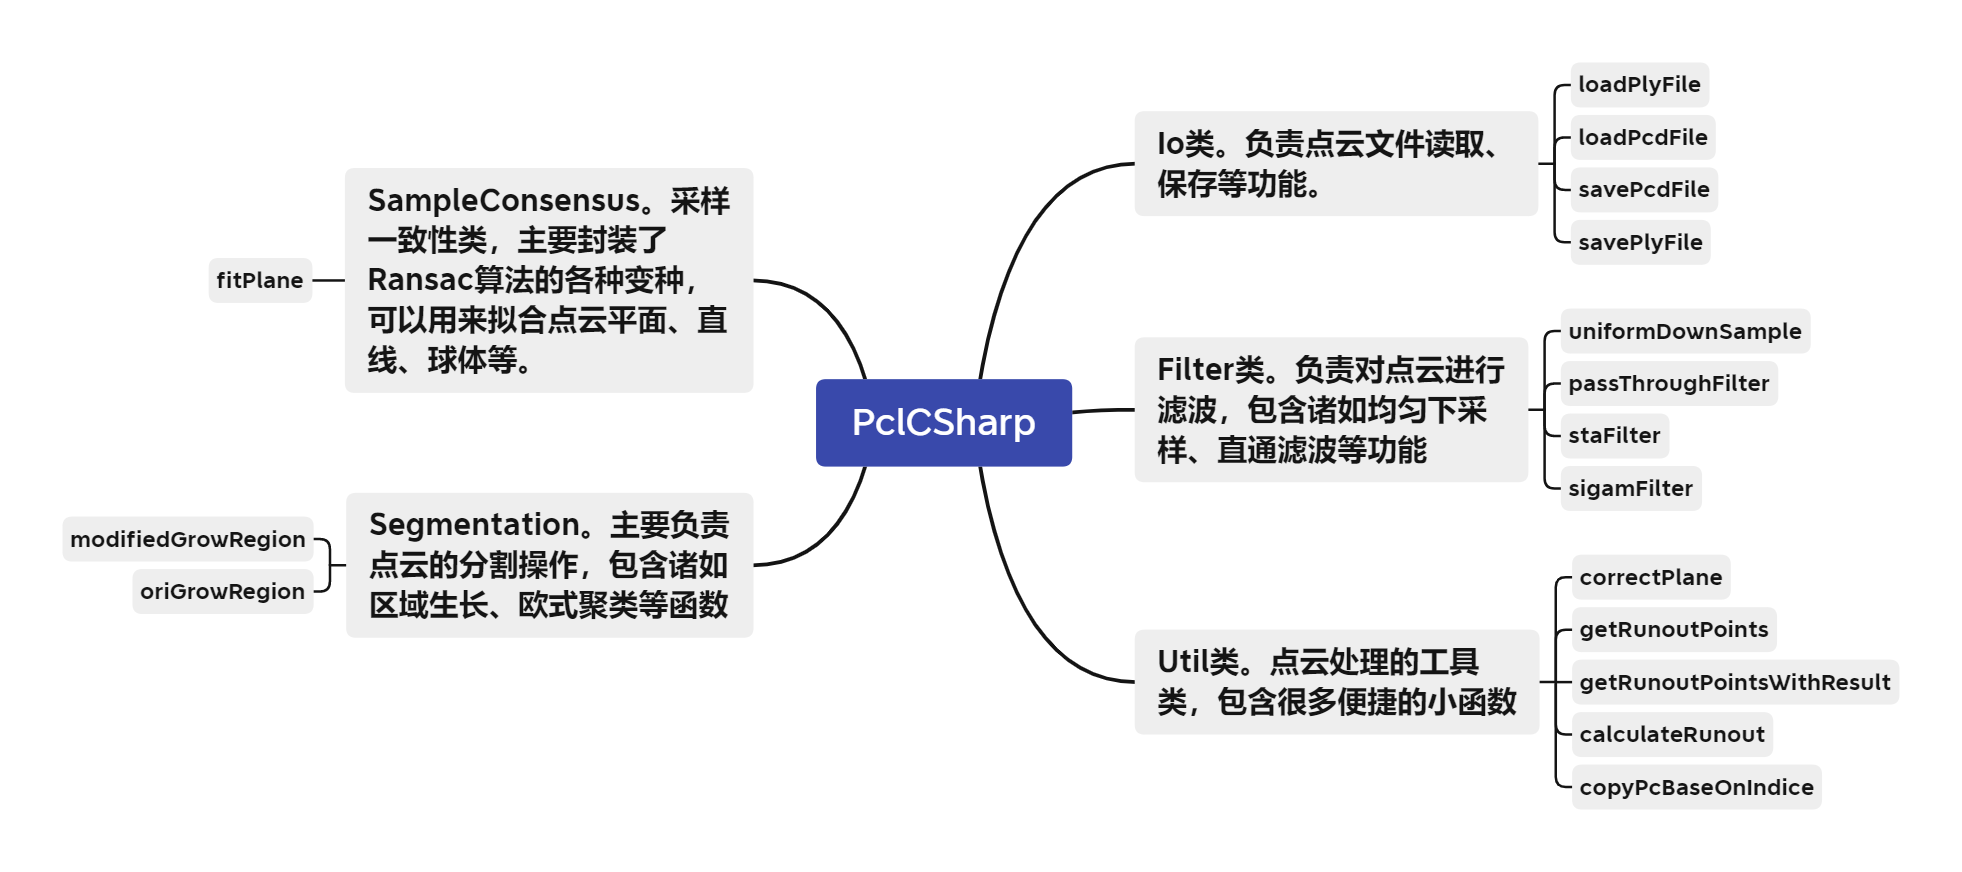 PclCSharp
SampleConsensus。采样
一致性类，主要封装了
Ransac算法的各种变种，
可以用来拟合点云平面、直
线、球体等。
fitPlane
Segmentation。主要负责
点云的分割操作，包含诸如
区域生长、欧式聚类等函数
modifiedGrowRegion
oriGrowRegion
Io类。负责点云文件读取、
保存等功能。
loadPlyFile
loadPcdFile
savePcdFile
savePlyFile
Filter类。负责对点云进行
滤波，包含诸如均匀下采
样、直通滤波等功能
uniformDownSample
passThroughFilter
staFilter
sigamFilter
Util类。点云处理的工具
类，包含很多便捷的小函数
correctPlane
getRunoutPoints
getRunoutPointsWithResult
calculateRunout
copyPcBaseOnIndice